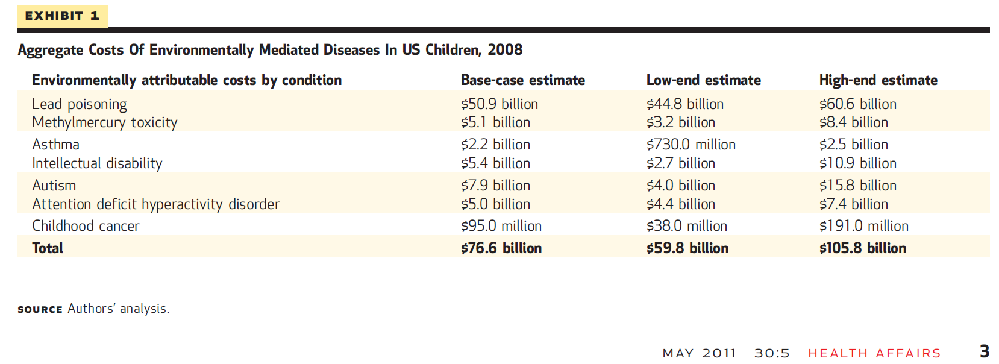 EXHIBIT 1
Aggregate Costs Of Environmentally Mediated Diseases In US Children, 2008
Environmentally attributable costs by condition Base-case estimate Low-end estimate High-end estimate
Lead poisoning $50.9 billion $44.8 billion $60.6 billion
Methylmercury toxicity $5.1 billion $3.2 billion $8.4 billion
Asthma $2.2 billion $730.0 million $2.5 billion
Intellectual disability $5.4 billion $2.7 billion $10.9 billion
Autism $7.9 billion $4.0 billion $15.8 billion
Attention deficit hyperactivity disorder $5.0 billion $4.4 billion $7.4 billion
Childhood cancer $95.0 million $38.0 million $191.0 million
Total $76.6 billion $59.8 billion $105.8 billion
SOURCE Authors’ analysis.
MAY 2011 30:5 HEALTH AFFAIRS 3